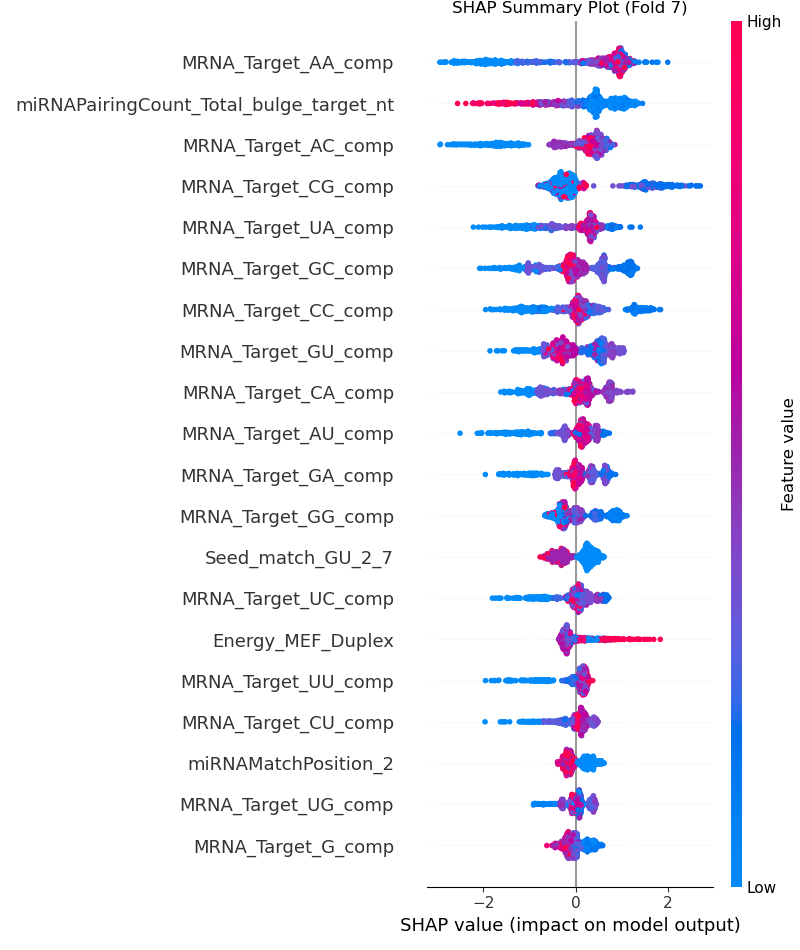 SHAP Summary Plot (Fold 7)
High
MRNA_Target_AA_comp
miRNAPairingCount_Total_bulge_target_nt
MRNA_Target_AC_comp
MRNA_Target_CG_comp
MRNA_Target_UA_comp
MRNA_Target_GC_comp
MRNA_Target_CC_comp
MRNA_Target_GU_comp
MRNA_Target_CA_comp
MRNA_Target_AU_comp
MRNA_Target_GA_comp
MRNA_Target_GG_comp
Seed_match_GU_2_7
MRNA_Target_UC_comp
Energy_MEF_Duplex
MRNA_Target_UU_comp
MRNA_Target_CU_comp
miRNAMatchPosition_2
MRNA_Target_UG_comp
MRNA_Target_G_comp
Feature value
Low
−2 0 2
SHAP value (impact on model output)